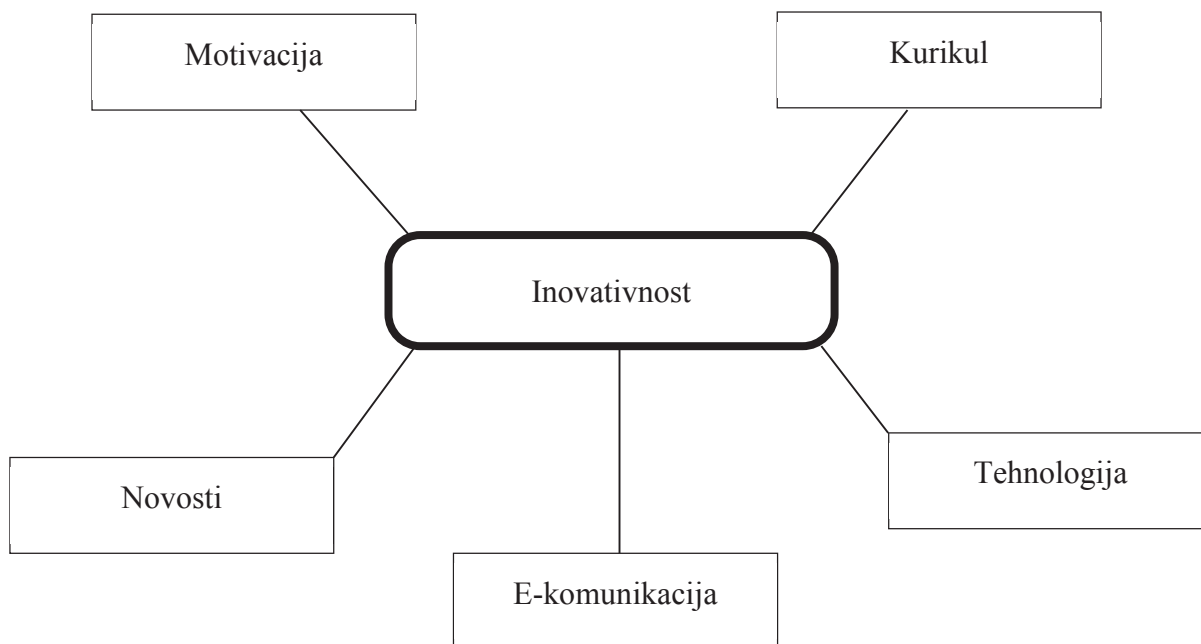 Motivacija
Kurikul
Inovativnost
Novosti
Tehnologija
E-komunikacija